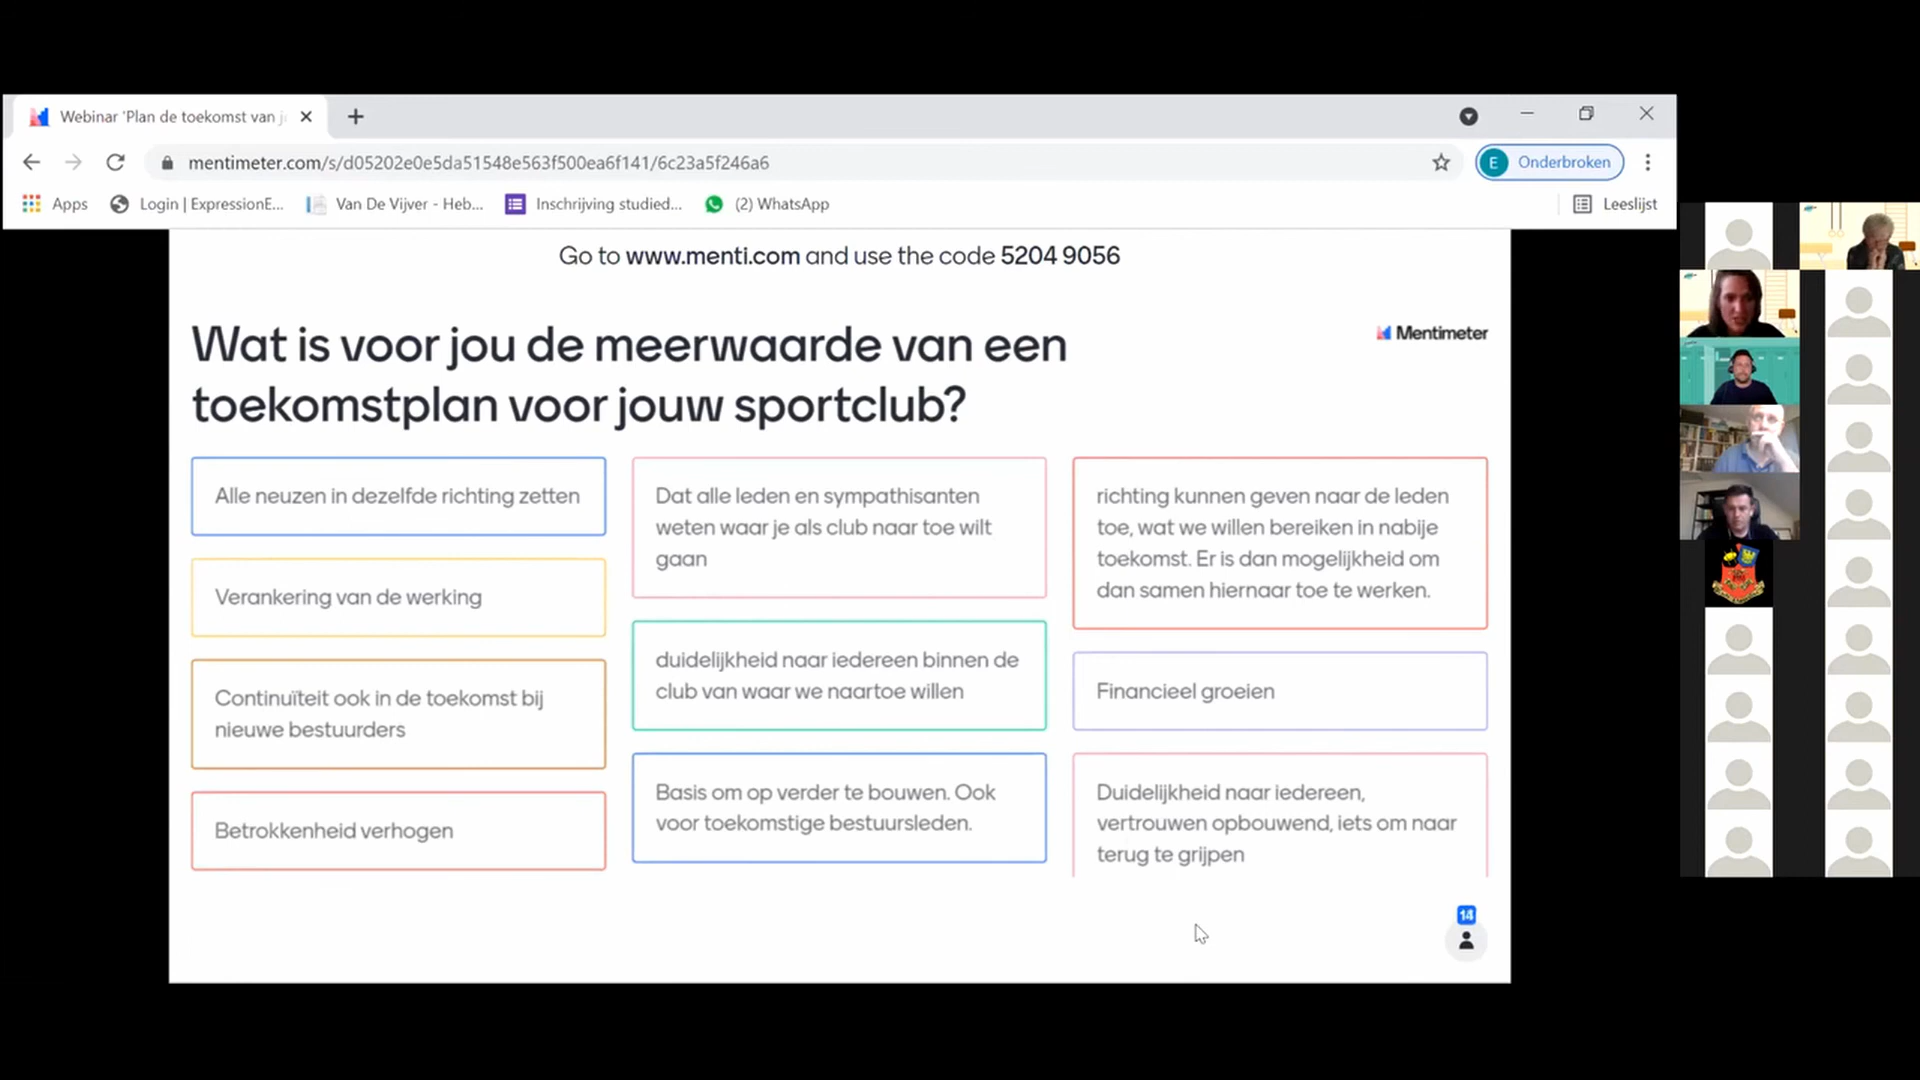 Webinar 'Plan de toekomst van j
mentimeter.com/s/d05202e0e5da51548e563f500ea6f141/6c23a5f246a6
E Onderbroken
Apps
Login | ExpressionE...
Van De Vijver - Heb...
Inschrijving studied...
(2) WhatsApp
Leeslijst
Go to www.menti.com and use the code 5204 9056
Wat is voor jou de meerwaarde van een
toekomstplan voor jouw sportclub?
Mentimeter
Alle neuzen in dezelfde richting zetten
Verankering van de werking
Continuïteit ook in de toekomst bij
nieuwe bestuurders
Betrokkenheid verhogen
Dat alle leden en sympathisanten
weten waar je als club naar toe wilt
gaan
duidelijkheid naar iedereen binnen de
club van waar we naartoe willen
Basis om op verder te bouwen. Ook
voor toekomstige bestuursleden.
richting kunnen geven naar de leden
toe, wat we willen bereiken in nabije
toekomst. Er is dan mogelijkheid om
dan samen hiernaar toe te werken.
Financieel groeien
Duidelijkheid naar iedereen,
vertrouwen opbouwend, iets om naar
terug te grijpen
14